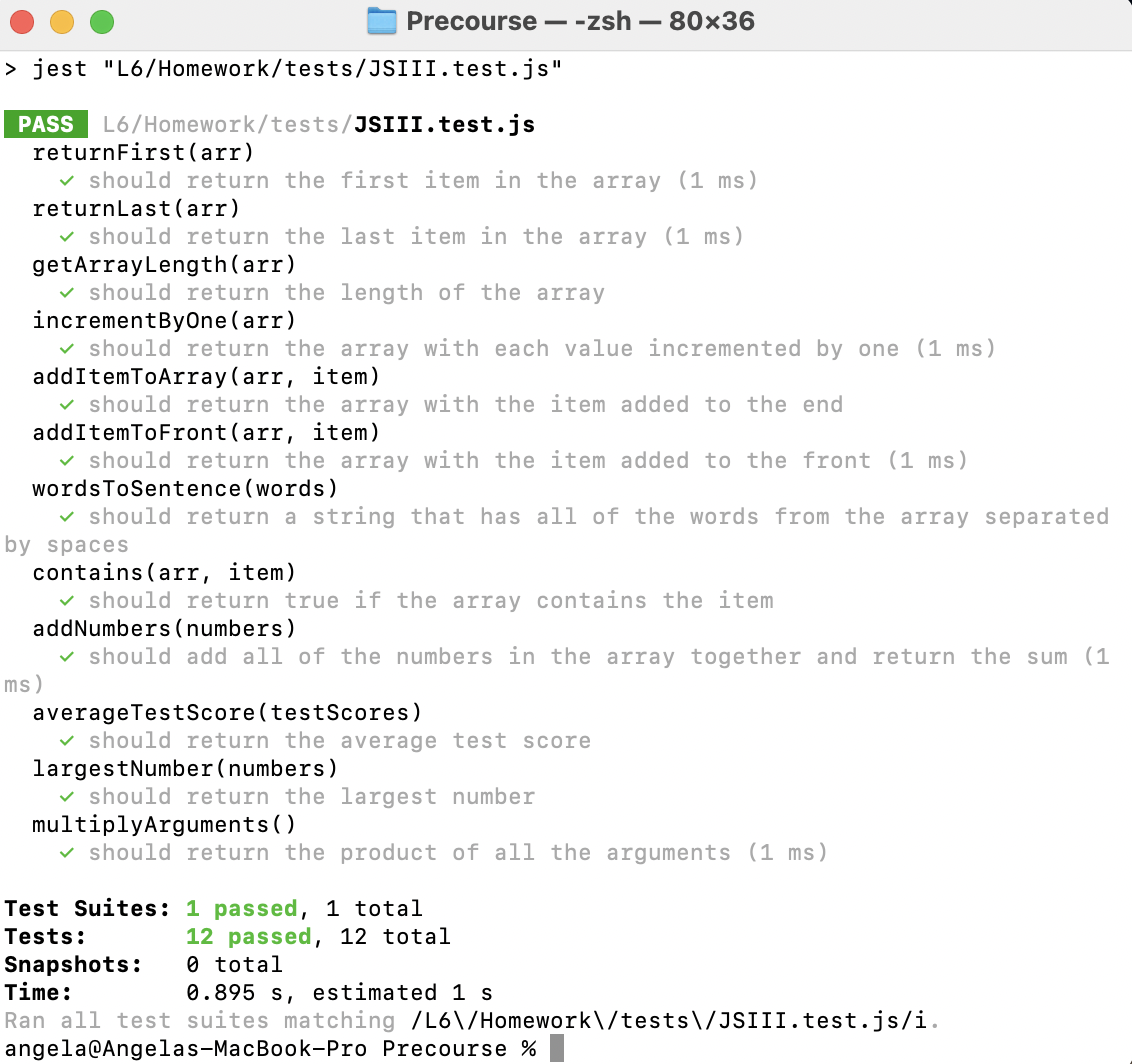 Precourse — -zsh — 80×36
> jest "L6/Homework/tests/JSIII.test.js"
PASS L6/Homework/tests/JSIII.test.js
returnFirst(arr)
✓ should return the first item in the array (1 ms)
returnLast(arr)
✓ should return the last item in the array (1 ms)
getArrayLength(arr)
✓ should return the length of the array
incrementByOne(arr)
✓ should return the array with each value incremented by one (1 ms)
addItemToArray(arr, item)
✓ should return the array with the item added to the end
addItemToFront(arr, item)
✓ should return the array with the item added to the front (1 ms)
wordsToSentence(words)
✓ should return a string that has all of the words from the array separated
by spaces
contains(arr, item)
✓ should return true if the array contains the item
addNumbers(numbers)
✓ should add all of the numbers in the array together and return the sum (1
ms)
averageTestScore(testScores)
✓ should return the average test score
largestNumber(numbers)
✓ should return the largest number
multiplyArguments()
✓ should return the product of all the arguments (1 ms)
Test Suites: 1 passed, 1 total
Tests: 12 passed, 12 total
Snapshots: 0 total
Time: 0.895 s, estimated 1 s
Ran all test suites matching /L6\/Homework\/tests\/JSIII.test.js/i.
angela@Angelas-MacBook-Pro Precourse %